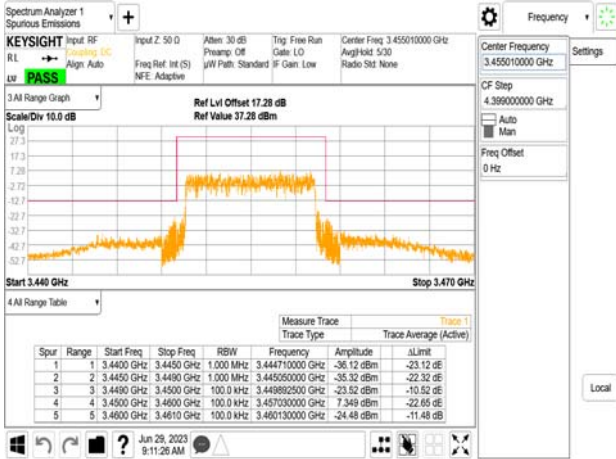 Spectrum Analyzer 1
Spurious Emissions
Frequency
KEYSIGHT
Input: RF
Coupling: DC
Align: Auto
Input Z: 50 Ω
Freq Ref: Int (S)
NFE: Adaptive
Atten: 30 dB
Preamp: Off
µW Path: Standard
Trig: Free Run
Gate: LO
IF Gain: Low
Center Freq: 3.455010000 GHz
Avg|Hold: 5/30
Radio Std: None
RL
PASS
Center Frequency
3.455010000 GHz
Settings
CF Step
4.399000000 GHz
Auto
Man
Freq Offset
0 Hz
Local
3 All Range Graph
Scale/Div 10.0 dB
Ref Lvl Offset 17.28 dB
Ref Value 37.28 dBm
Log
27.3
17.3
7.28
-2.72
-12.7
-22.7
-32.7
-42.7
-52.7
Start 3.440 GHz
Stop 3.470 GHz
4 All Range Table
Measure Trace Trace 1
Trace Type Trace Average (Active)
Spur Range Start Freq Stop Freq RBW Frequency Amplitude ΔLimit
1 1 3.4400 GHz 3.4450 GHz 1.000 MHz 3.444710000 GHz -36.12 dBm -23.12 dB
2 2 3.4450 GHz 3.4490 GHz 1.000 MHz 3.445050000 GHz -35.32 dBm -22.32 dB
3 3 3.4490 GHz 3.4500 GHz 100.0 kHz 3.449892500 GHz -23.52 dBm -10.52 dB
4 4 3.4500 GHz 3.4600 GHz 100.0 kHz 3.457030000 GHz 7.349 dBm -22.65 dB
5 5 3.4600 GHz 3.4610 GHz 100.0 kHz 3.460130000 GHz -24.48 dBm -11.48 dB
Jun 29, 2023
9:11:26 AM